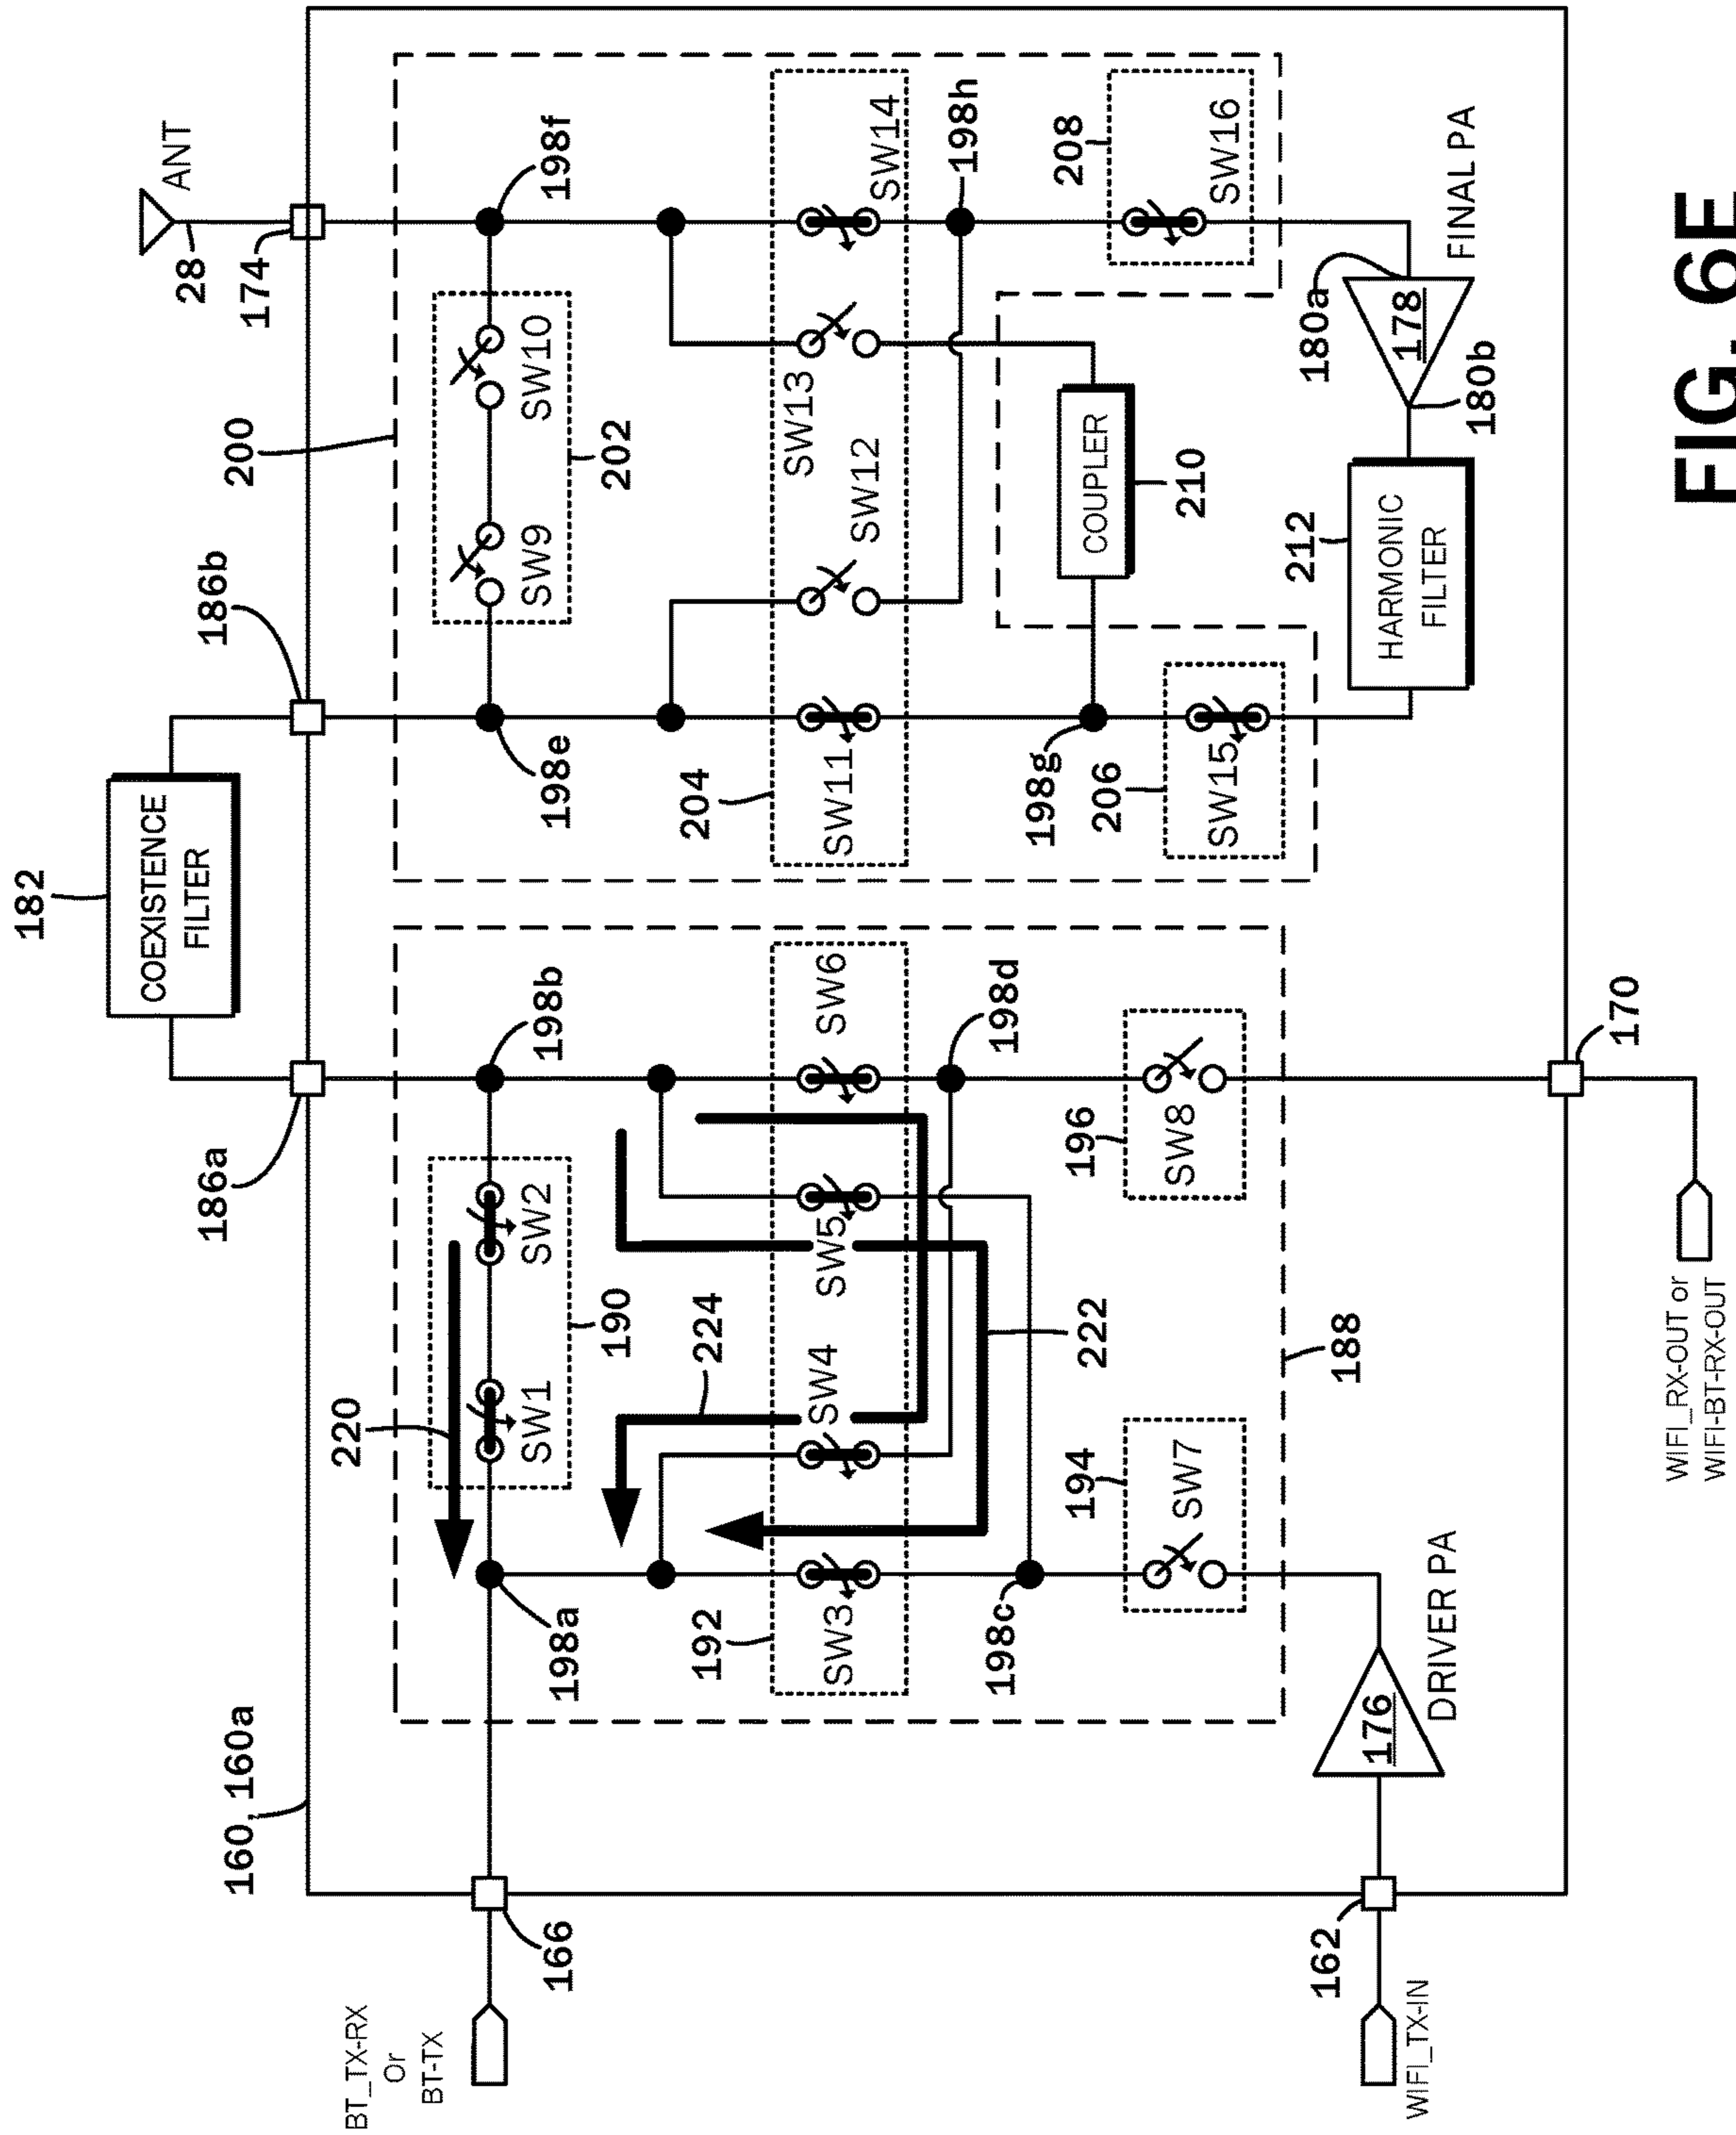 182
COEXISTENCE
FILTER
ANT
28
174
186a
186b
160, 160a
200
198f
198b
198e
198a
220
SW1
SW2
190
SW9
SW10
202
BT_TX-RX
Or
BT-TX
166
192
SW3
SW4
SW5
SW6
224
222
204
SW11
SW12
SW13
SW14
198d
198h
198c
198g
194
SW7
196
SW8
206
SW15
208
SW16
COUPLER
210
188
212
HARMONIC
FILTER
180a
178
180b
FINAL PA
WIFI_TX-IN
162
176
DRIVER PA
170
WIFI_RX-OUT or
WIFI-BT-RX-OUT
FIG. 6E